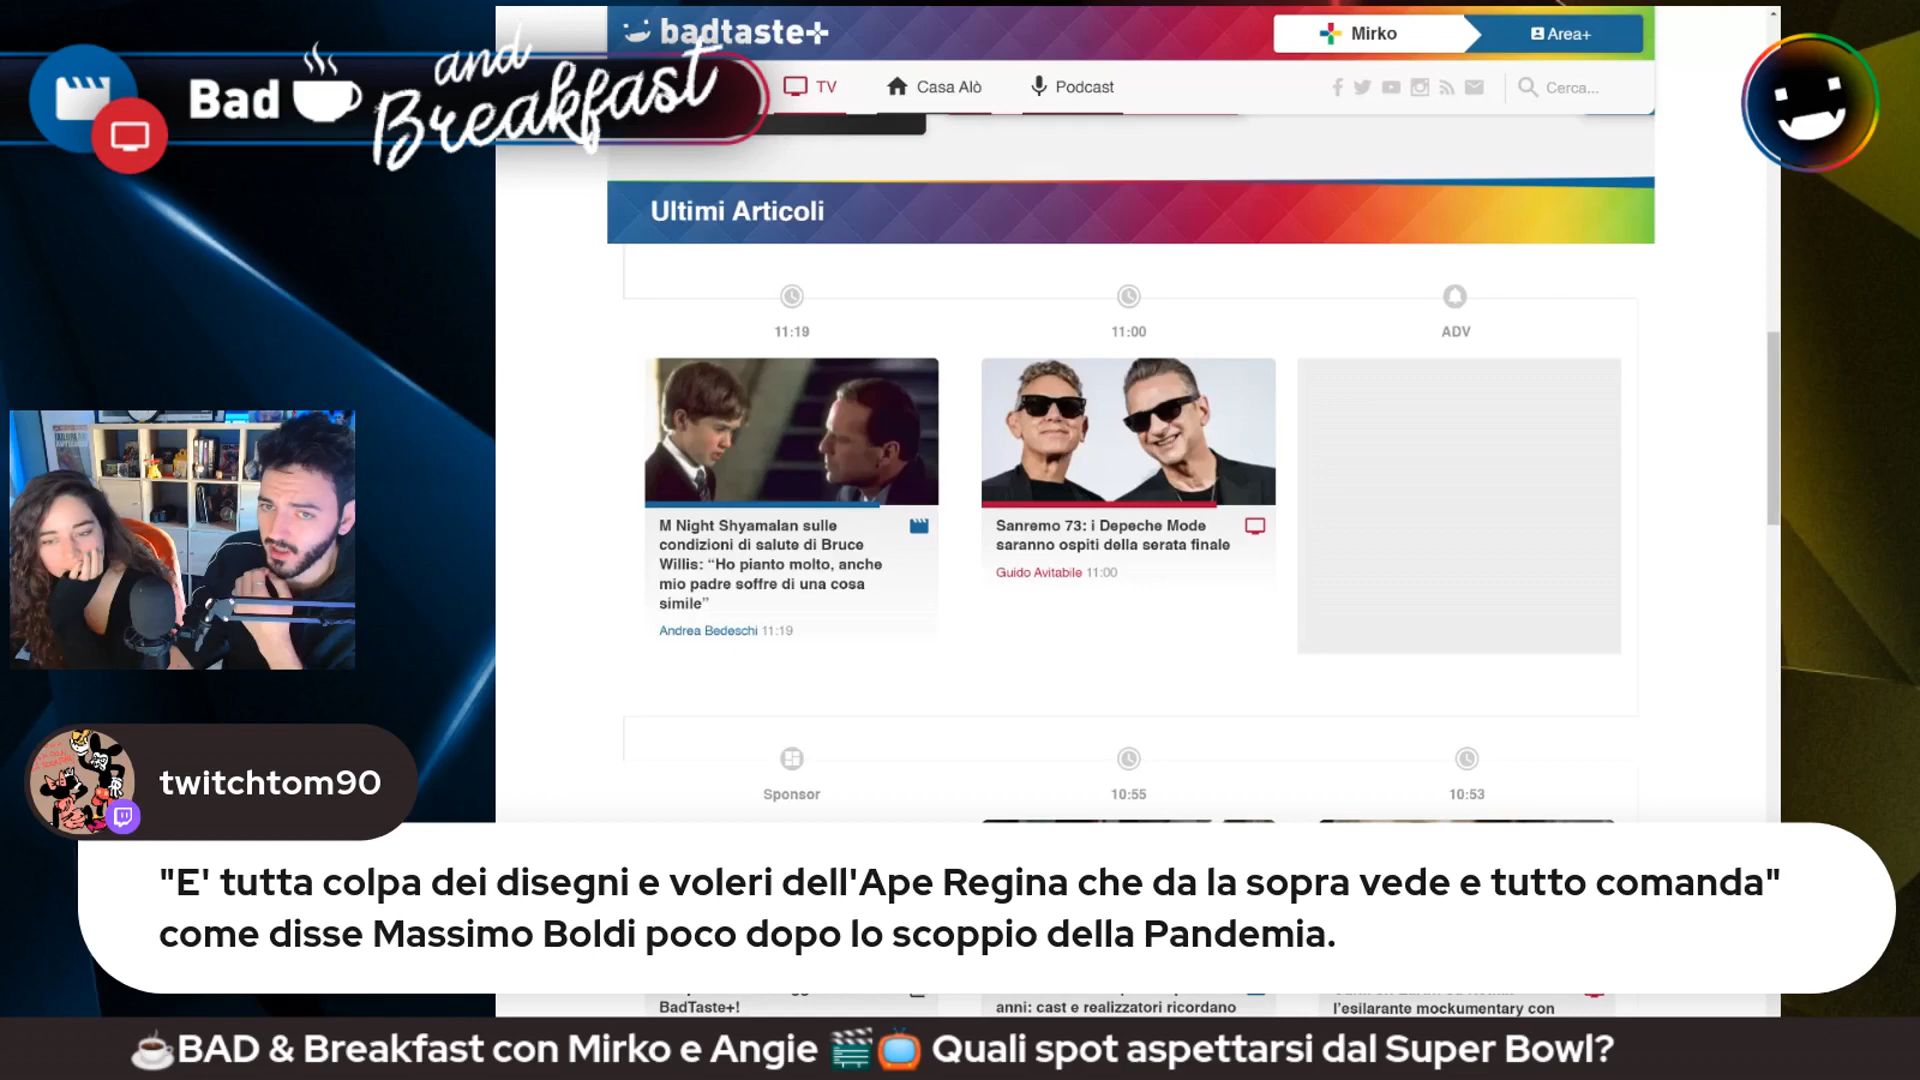 badtaste+
Mirko
Area+
Bad and Breakfast
TV
Casa Alò
Podcast
Cerca...
Ultimi Articoli
11:19
11:00
ADV
M Night Shyamalan sulle
condizioni di salute di Bruce
Willis: “Ho pianto molto, anche
mio padre soffre di una cosa
simile”
Andrea Bedeschi 11:19
Sanremo 73: i Depeche Mode
saranno ospiti della serata finale
Guido Avitabile 11:00
Sponsor
10:55
10:53
twitchtom90
"E' tutta colpa dei disegni e voleri dell'Ape Regina che da la sopra vede e tutto comanda"
come disse Massimo Boldi poco dopo lo scoppio della Pandemia.
BadTaste+!
anni: cast e realizzatori ricordano
l'esilarante mockumentary con
BAD & Breakfast con Mirko e Angie Quali spot aspettarsi dal Super Bowl?